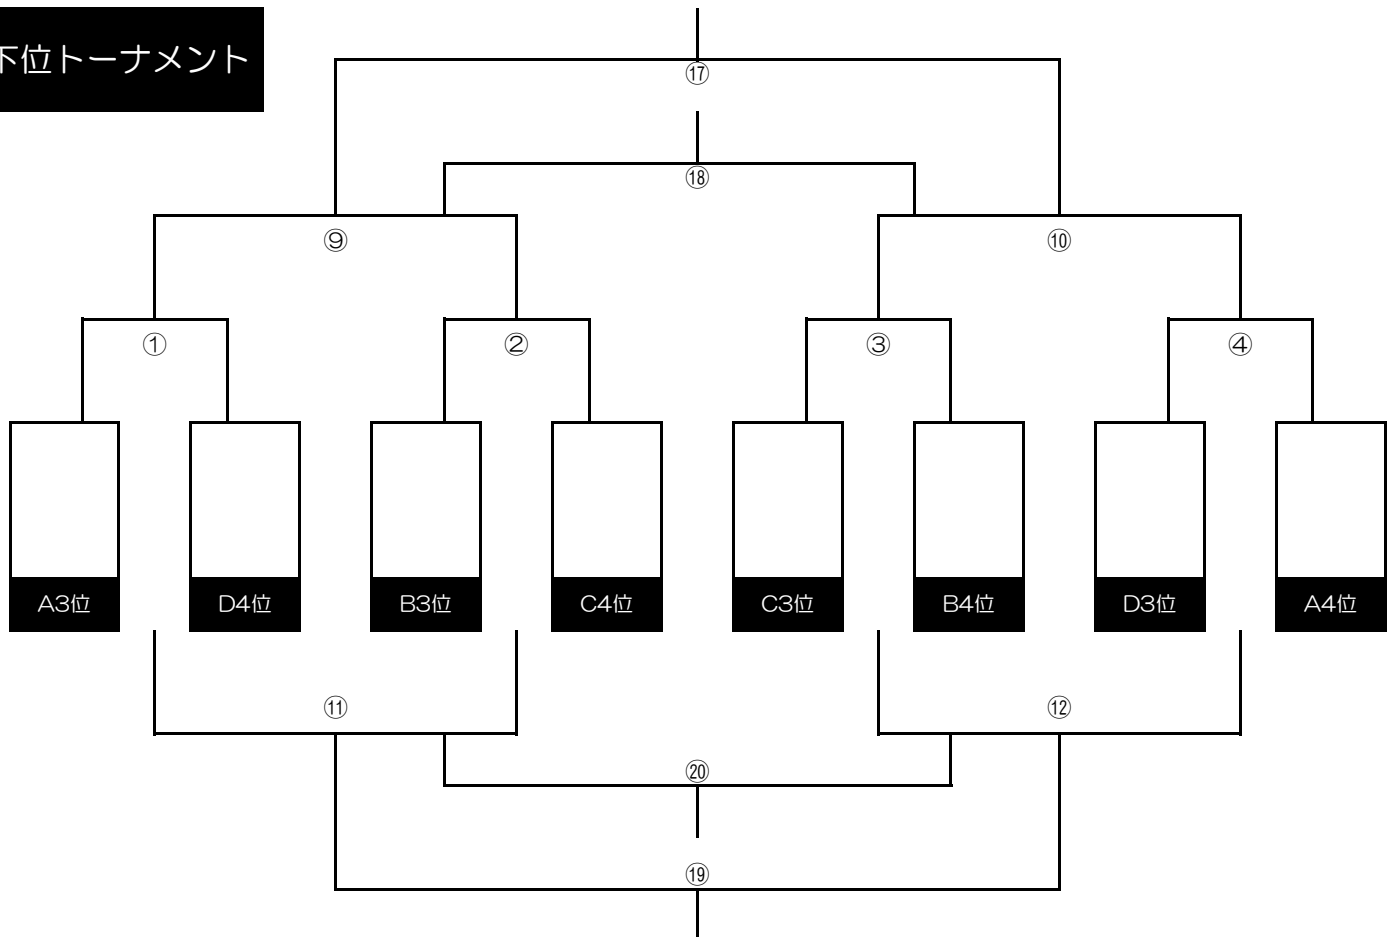 下位トーナメント
⑰
⑱
⑨
⑩
①
②
③
④
A3位
D4位
B3位
C4位
C3位
B4位
D3位
A4位
⑪
⑫
⑳
⑲